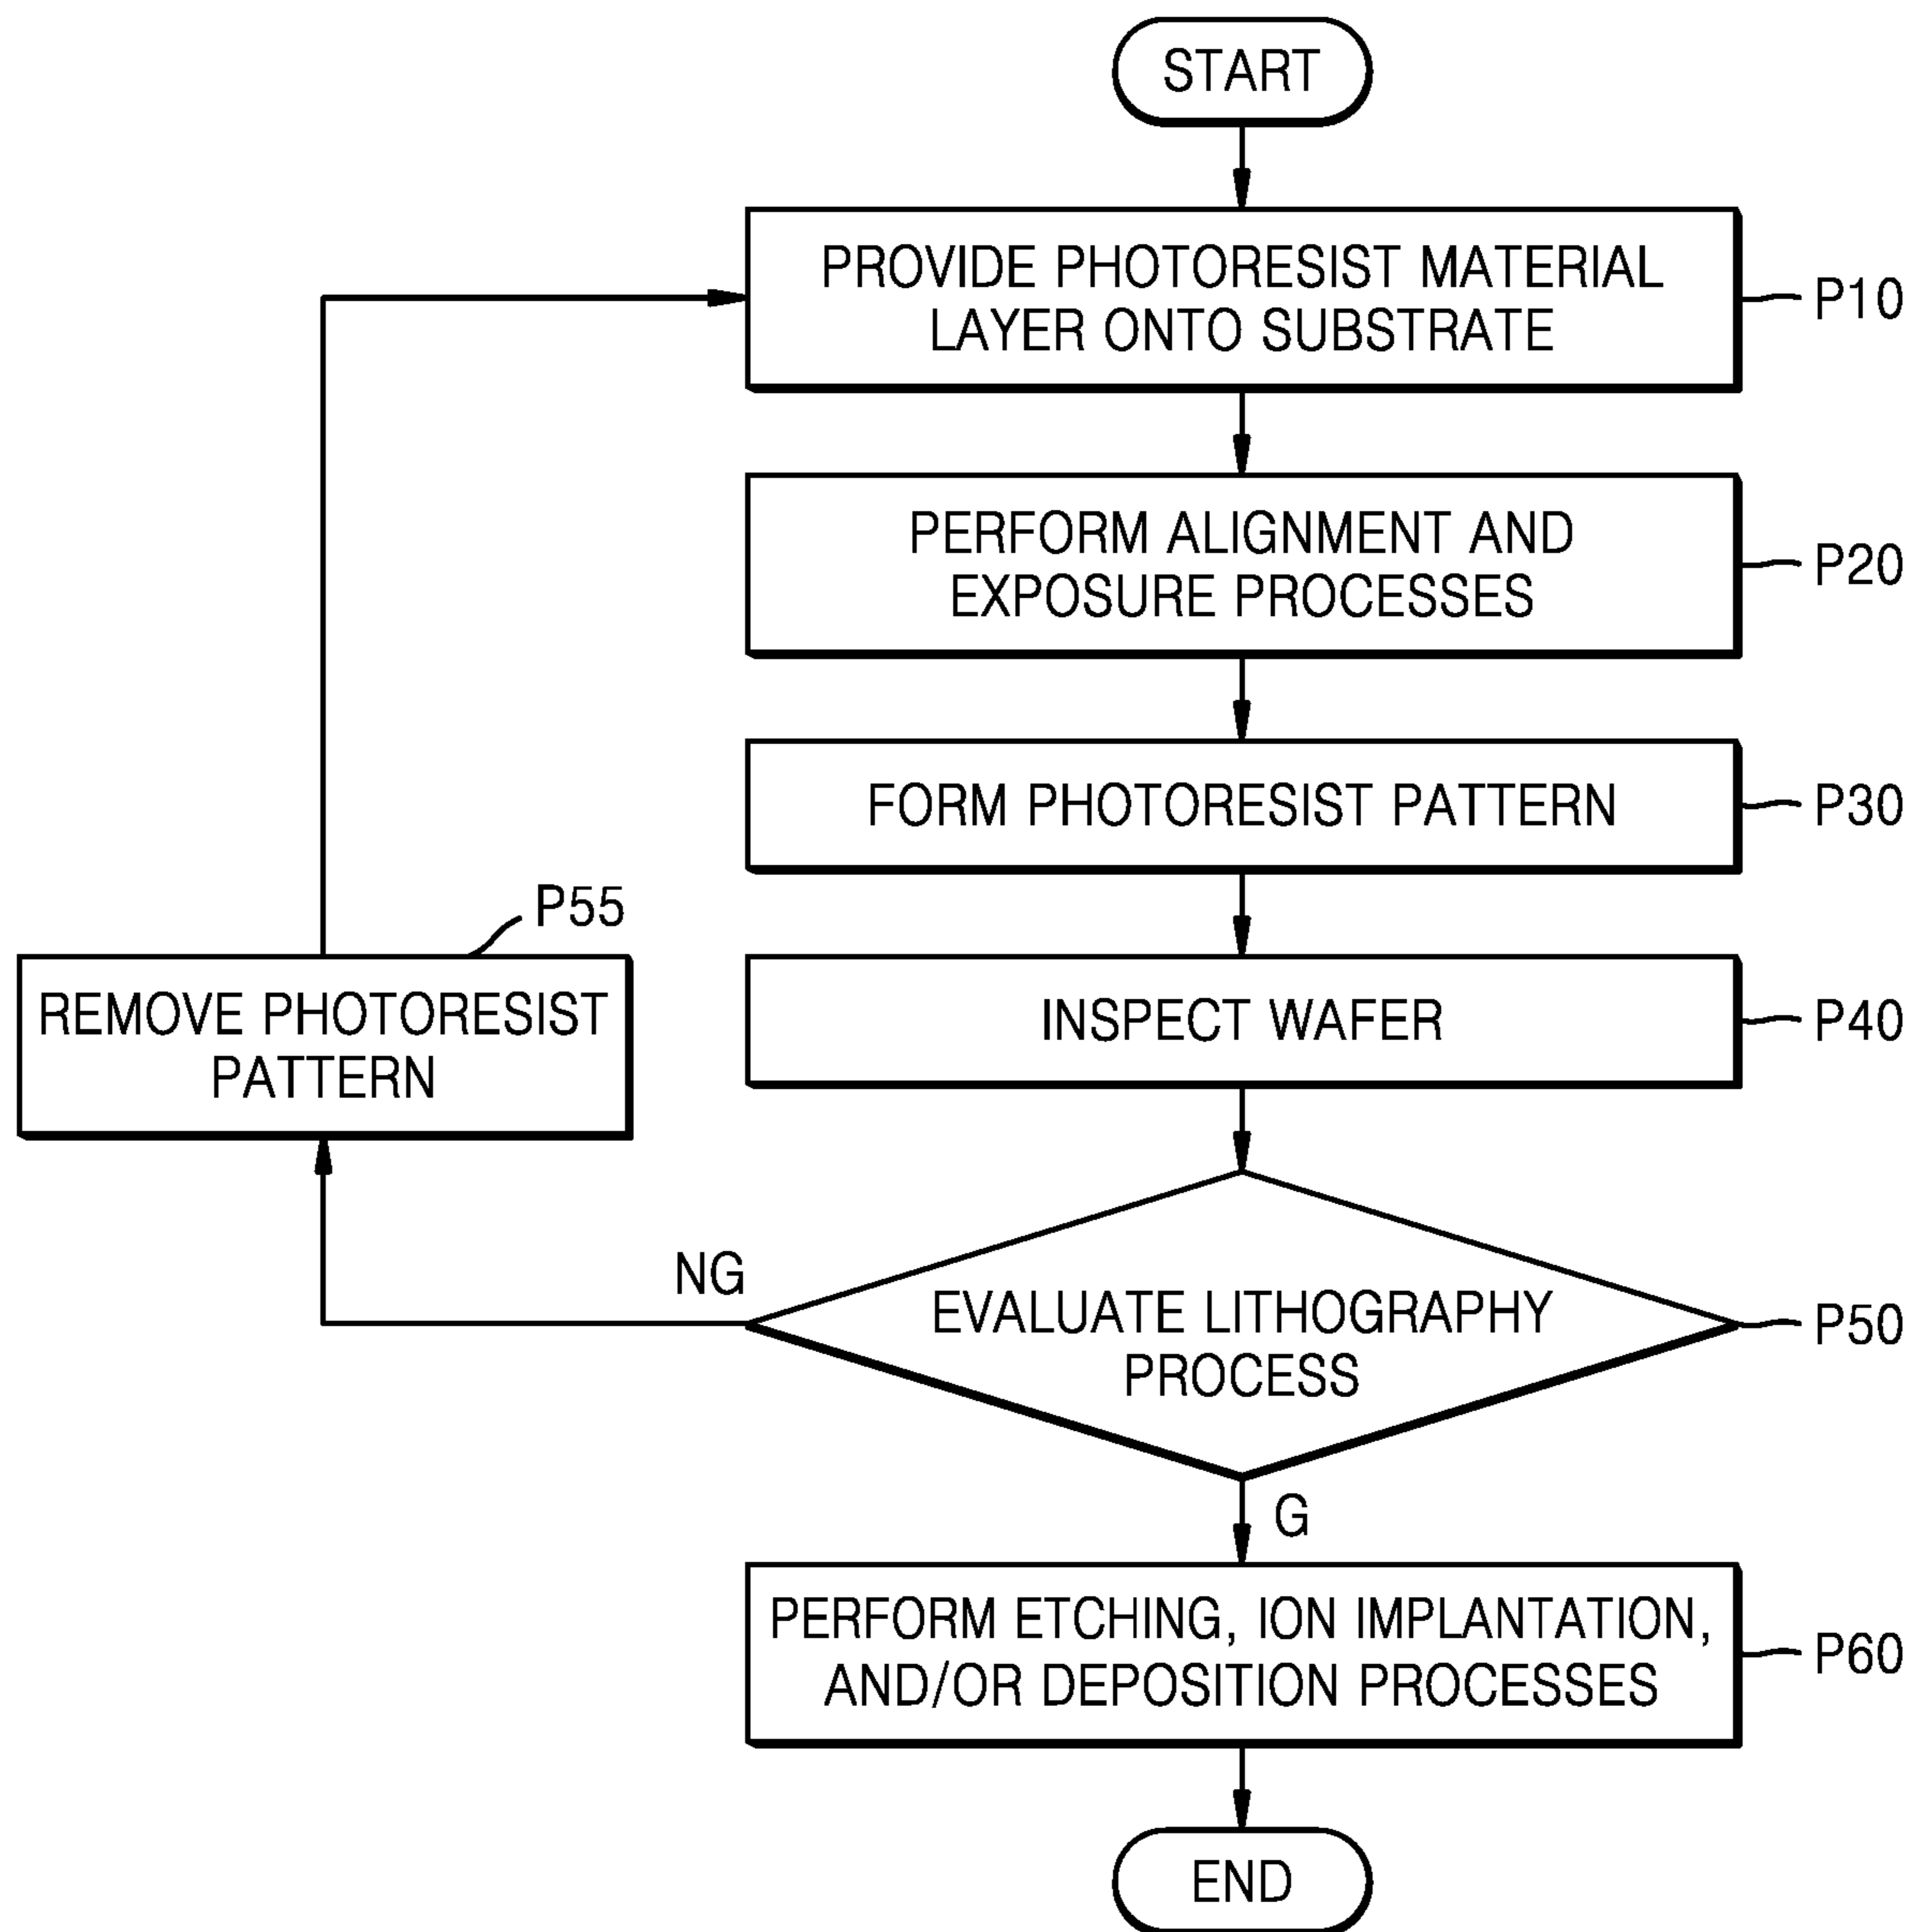 START
PROVIDE PHOTORESIST MATERIAL
LAYER ONTO SUBSTRATE
P10
PERFORM ALIGNMENT AND
EXPOSURE PROCESSES
P20
FORM PHOTORESIST PATTERN
P30
P55
REMOVE PHOTORESIST
PATTERN
INSPECT WAFER
P40
NG
EVALUATE LITHOGRAPHY
PROCESS
P50
G
PERFORM ETCHING, ION IMPLANTATION,
AND/OR DEPOSITION PROCESSES
P60
END